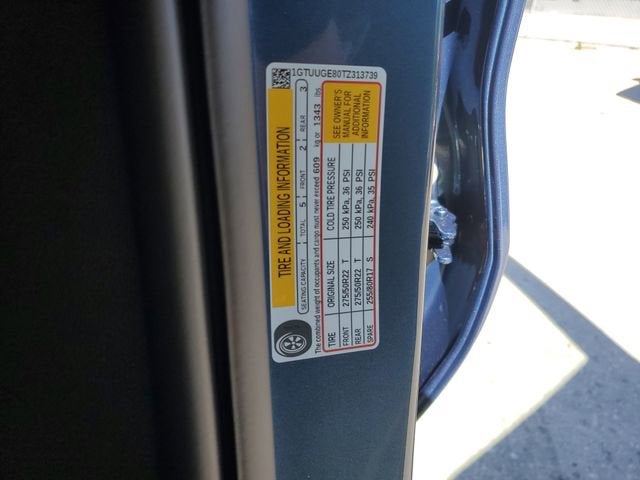 1GTUUGE80TZ313739
TIRE AND LOADING INFORMATION
SEATING CAPACITY TOTAL 5 FRONT 2 REAR 3
The combined weight of occupants and cargo must never exceed 609 kg or 1343 lbs
TIRE ORIGINAL SIZE COLD TIRE PRESSURE
FRONT 275/50R22 T 250 kPa, 36 PSI
REAR 275/50R22 T 250 kPa, 36 PSI
SPARE 255/80R17 S 240 kPa, 35 PSI
SEE OWNER'S
MANUAL FOR
ADDITIONAL
INFORMATION